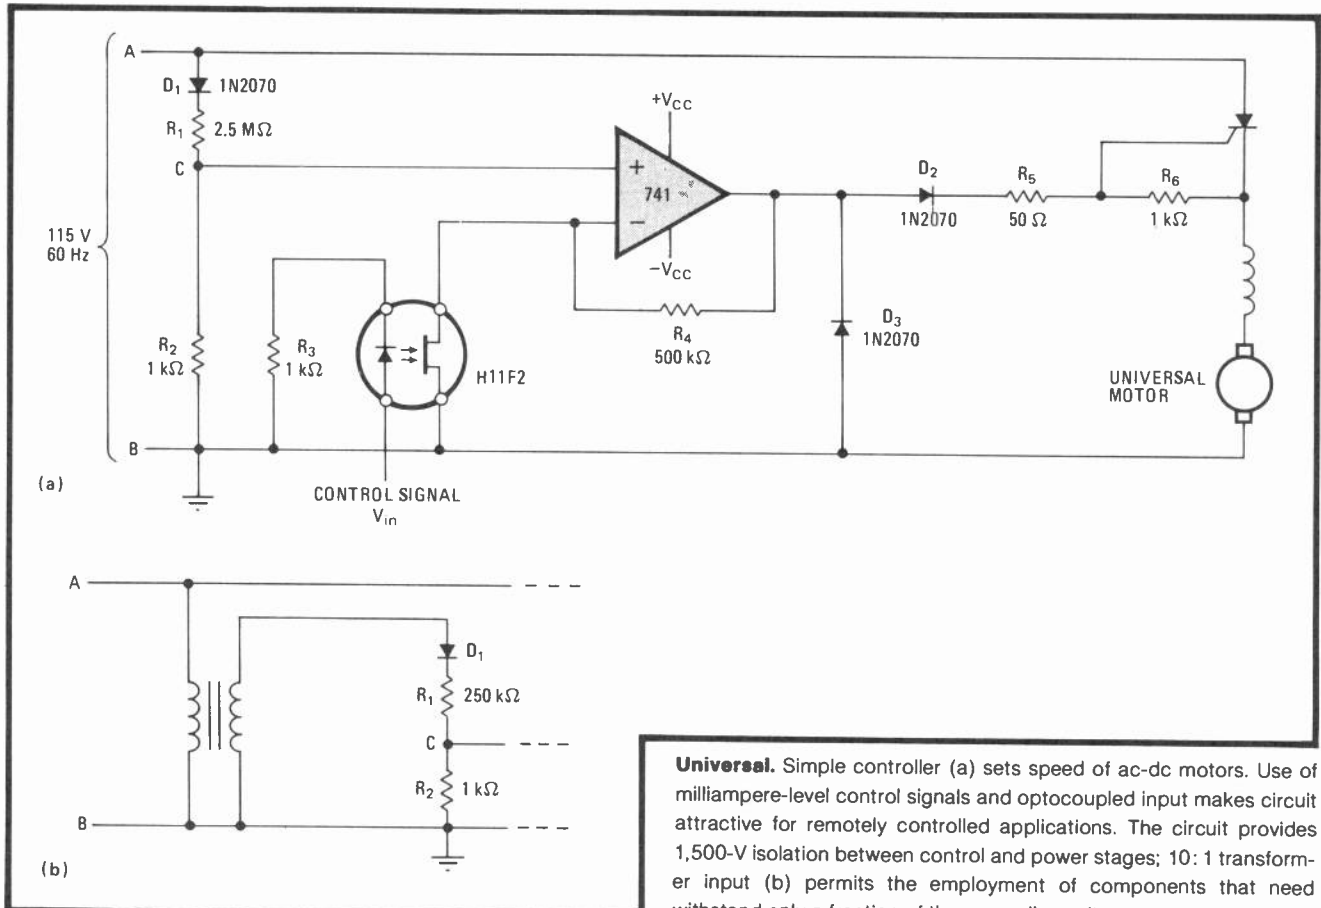 A
D1 1N2070
R1 2.5 MΩ
C
115 V
60 Hz
R2
1 kΩ
R3
1 kΩ
H11F2
+VCC
+
741
−
−VCC
R4
500 kΩ
D2
1N2070
R5
50 Ω
R6
1 kΩ
D3
1N2070
UNIVERSAL
MOTOR
B
(a)
CONTROL SIGNAL
Vin
A
D1
R1 250 kΩ
C
R2 1 kΩ
B
(b)
Universal. Simple controller (a) sets speed of ac-dc motors. Use of
milliampere-level control signals and optocoupled input makes circuit
attractive for remotely controlled applications. The circuit provides
1,500-V isolation between control and power stages; 10:1 transform-
er input (b) permits the employment of components that need